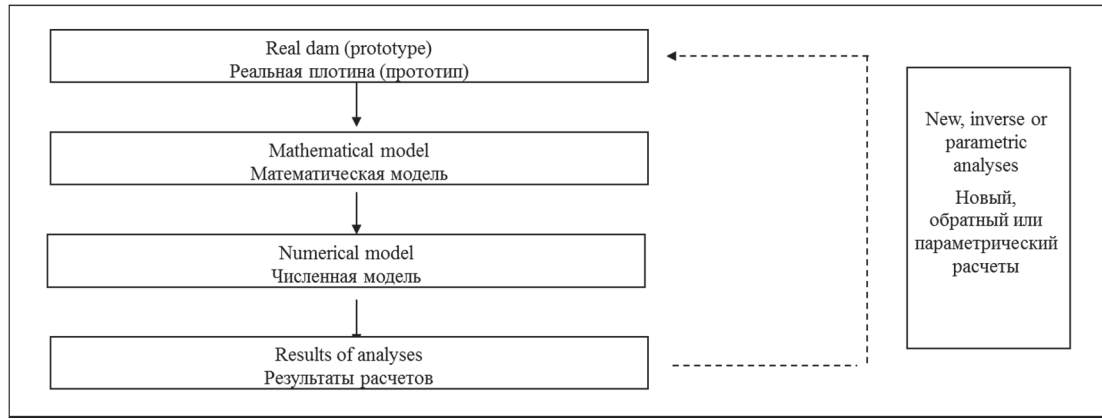 Real dam (prototype)
Реальная плотина (прототип)
Mathematical model
Математическая модель
Numerical model
Численная модель
Results of analyses
Результаты расчетов
New, inverse or
parametric
analyses
Новый,
обратный или
параметрический
расчеты